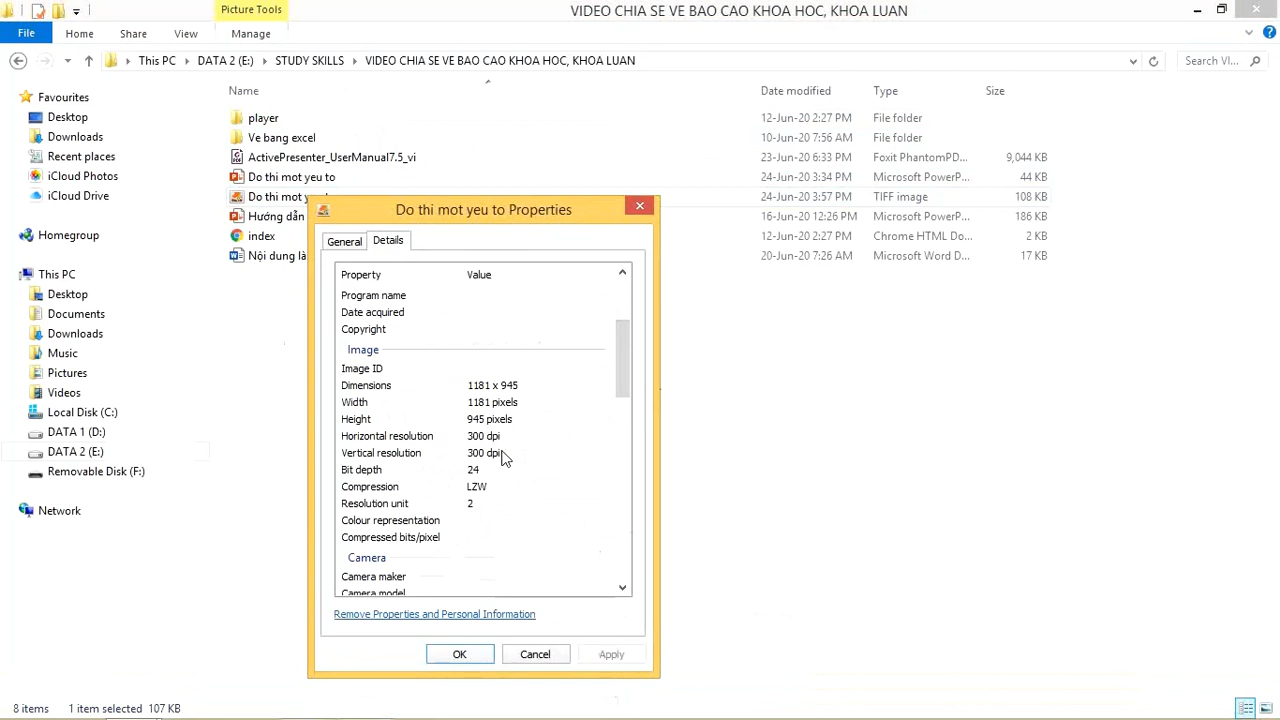 Picture Tools
VIDEO CHIA SE VE BAO CAO KHOA HOC, KHOA LUAN
File Home Share View Manage
This PC DATA 2 (E:) STUDY SKILLS VIDEO CHIA SE VE BAO CAO KHOA HOC, KHOA LUAN
Search VI...
Favourites
Desktop
Downloads
Recent places
iCloud Photos
iCloud Drive
Homegroup
This PC
Desktop
Documents
Downloads
Music
Pictures
Videos
Local Disk (C:)
DATA 1 (D:)
DATA 2 (E:)
Removable Disk (F:)
Network
Name Date modified Type Size
player 12-Jun-20 2:27 PM File folder
Ve bang excel 10-Jun-20 7:56 AM File folder
ActivePresenter_UserManual7.5_vi 23-Jun-20 6:33 PM Foxit PhantomPD... 9,044 KB
Do thi mot yeu to 24-Jun-20 3:34 PM Microsoft PowerP... 44 KB
Do thi mot 24-Jun-20 3:57 PM TIFF image 108 KB
Hướng dẫn 16-Jun-20 12:26 PM Microsoft PowerP... 186 KB
index 12-Jun-20 2:27 PM Chrome HTML Do... 2 KB
Nội dung là 20-Jun-20 7:26 AM Microsoft Word D... 17 KB
Do thi mot yeu to Properties
General Details
Property Value
Program name
Date acquired
Copyright
Image
Image ID
Dimensions 1181 x 945
Width 1181 pixels
Height 945 pixels
Horizontal resolution 300 dpi
Vertical resolution 300 dpi
Bit depth 24
Compression LZW
Resolution unit 2
Colour representation
Compressed bits/pixel
Camera
Camera maker
Camera model
Remove Properties and Personal Information
OK Cancel Apply
8 items 1 item selected 107 KB